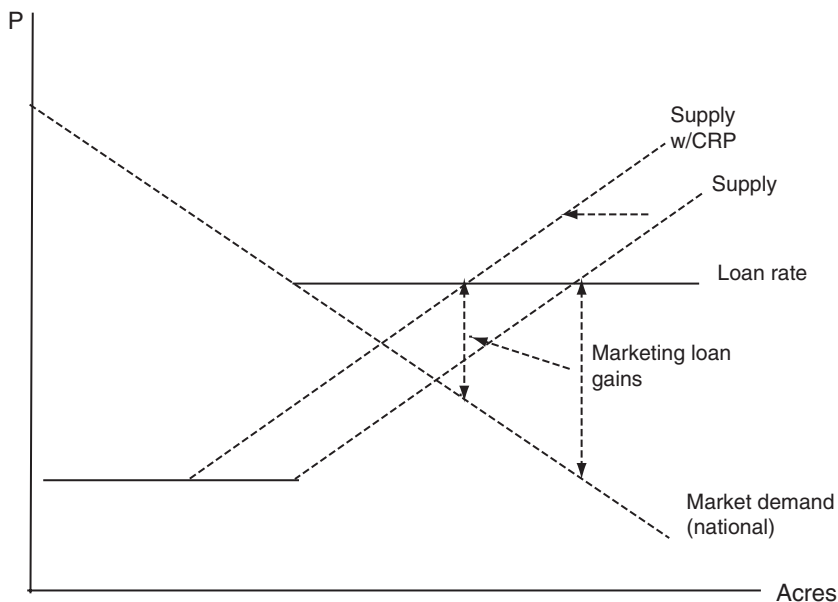 P
Supply
w/CRP
Supply
Loan rate
Marketing loan
gains
Market demand
(national)
Acres